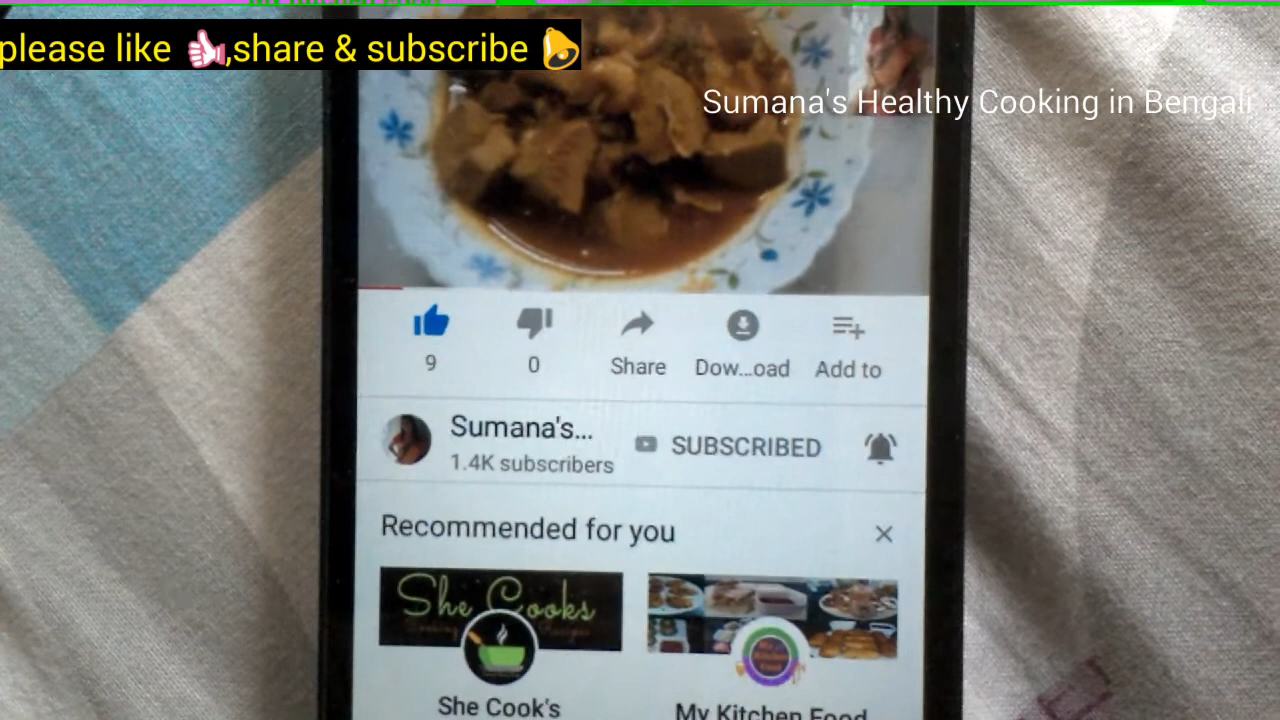 please like 👍,share & subscribe 🔔
Sumana's Healthy Cooking in Bengali
9
0
Share
Dow...oad
Add to
Sumana's...
SUBSCRIBED
1.4K subscribers
Recommended for you
She Cooks
She Cook's
My Kitchen Food